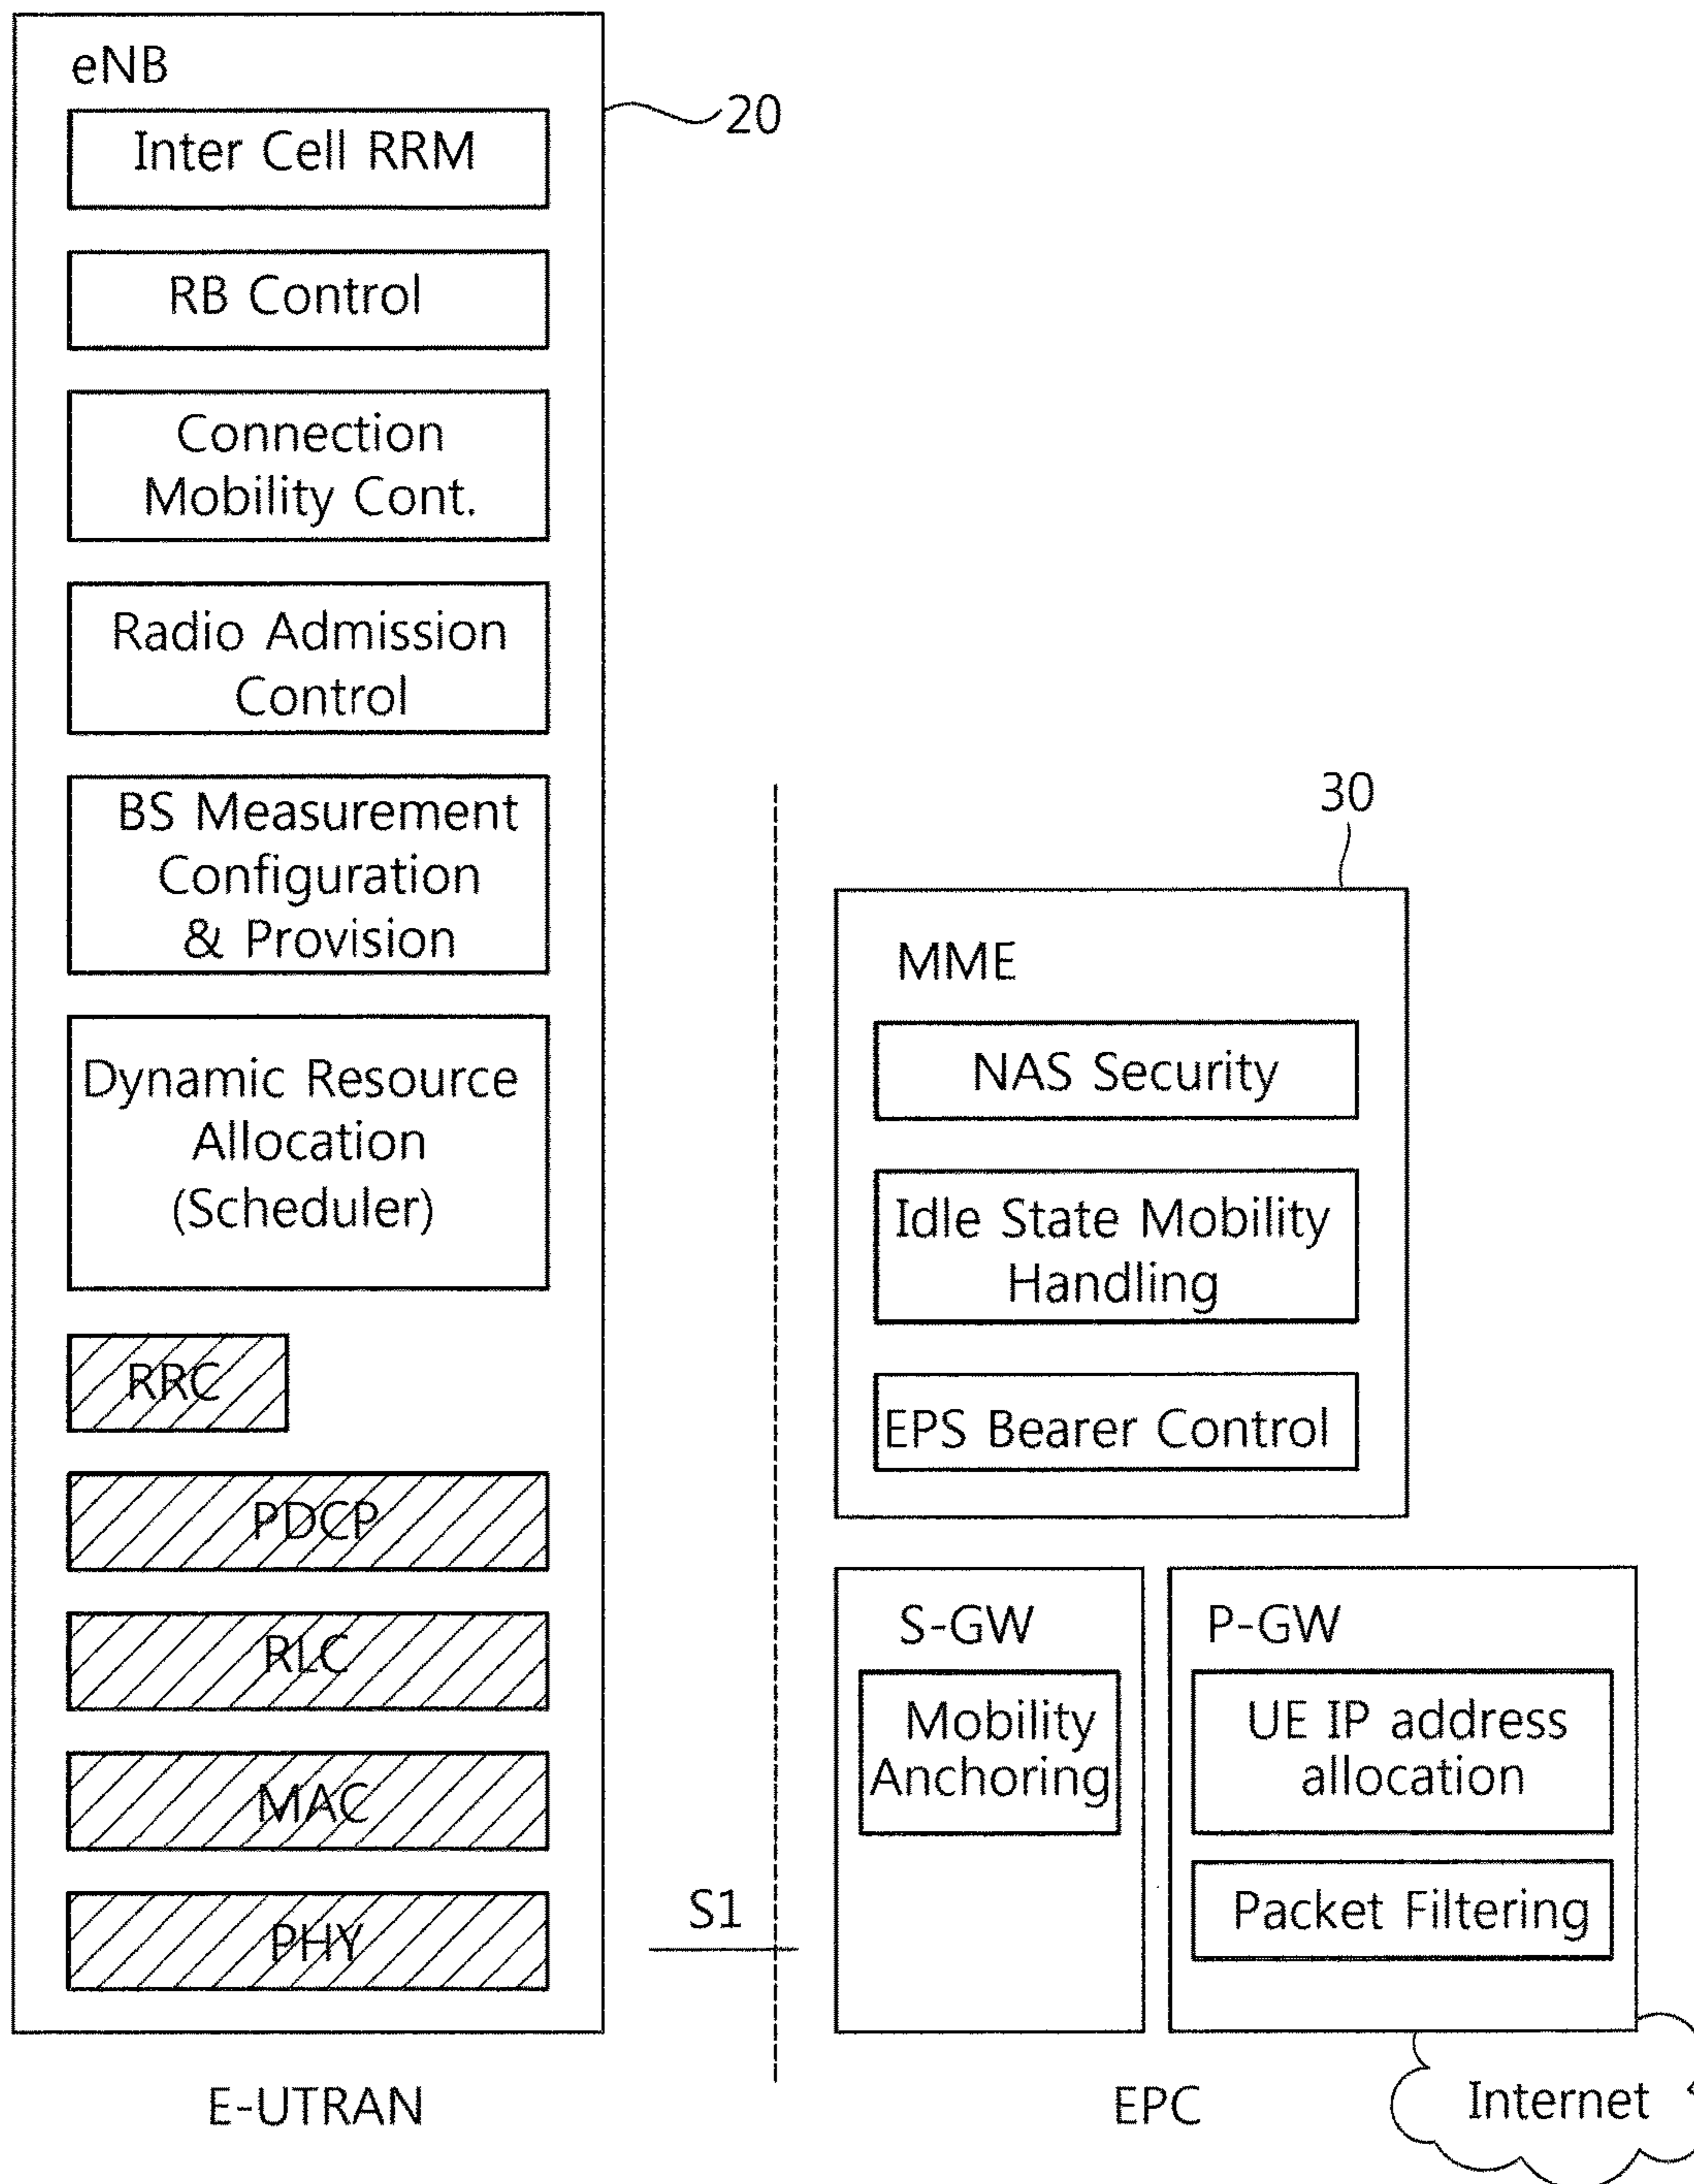 eNB
20
Inter Cell RRM
RB Control
Connection
Mobility Cont.
Radio Admission
Control
BS Measurement
Configuration
& Provision
Dynamic Resource
Allocation
(Scheduler)
RRC
PDCP
RLC
MAC
PHY
S1
E-UTRAN
30
MME
NAS Security
Idle State Mobility
Handling
EPS Bearer Control
S-GW
Mobility
Anchoring
P-GW
UE IP address
allocation
Packet Filtering
EPC
Internet